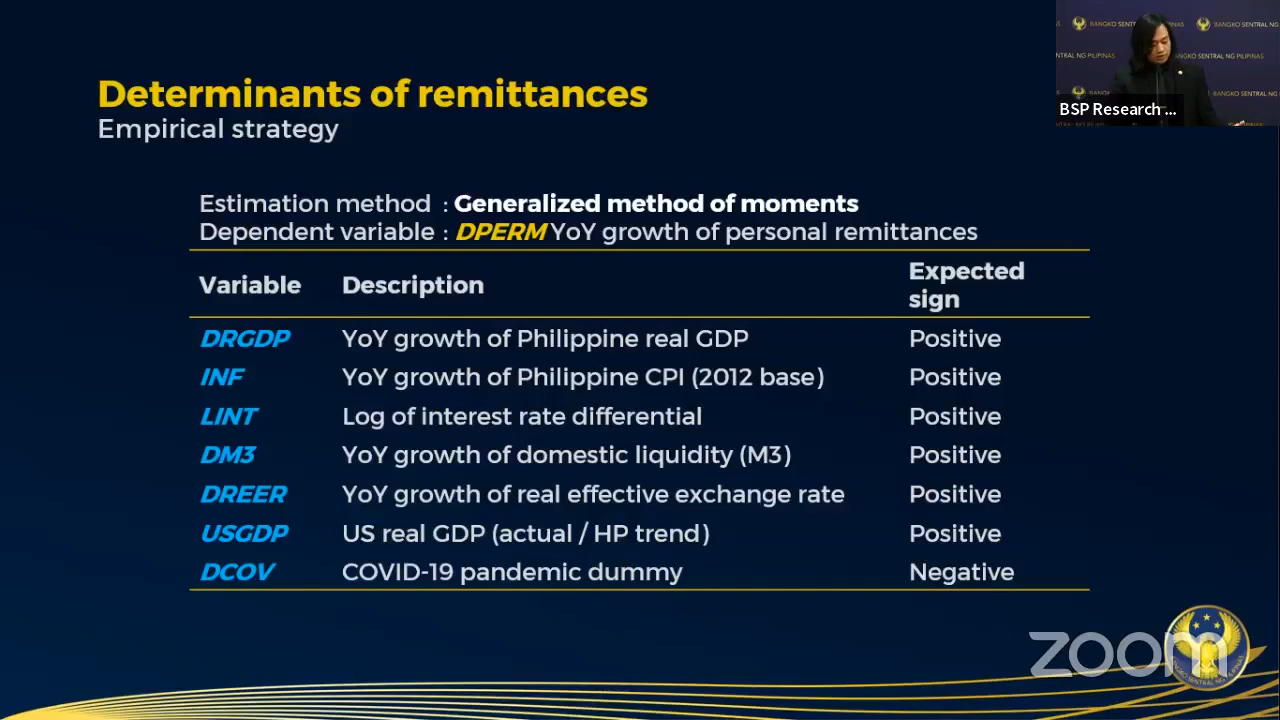 BANGKO SENTRAL NG PILIPINAS
BSP Research ...
Determinants of remittances
Empirical strategy
Estimation method : Generalized method of moments
Dependent variable : DPERM YoY growth of personal remittances
Variable Description Expected sign
DRGDP YoY growth of Philippine real GDP Positive
INF YoY growth of Philippine CPI (2012 base) Positive
LINT Log of interest rate differential Positive
DM3 YoY growth of domestic liquidity (M3) Positive
DREER YoY growth of real effective exchange rate Positive
USGDP US real GDP (actual / HP trend) Positive
DCOV COVID-19 pandemic dummy Negative
zoom